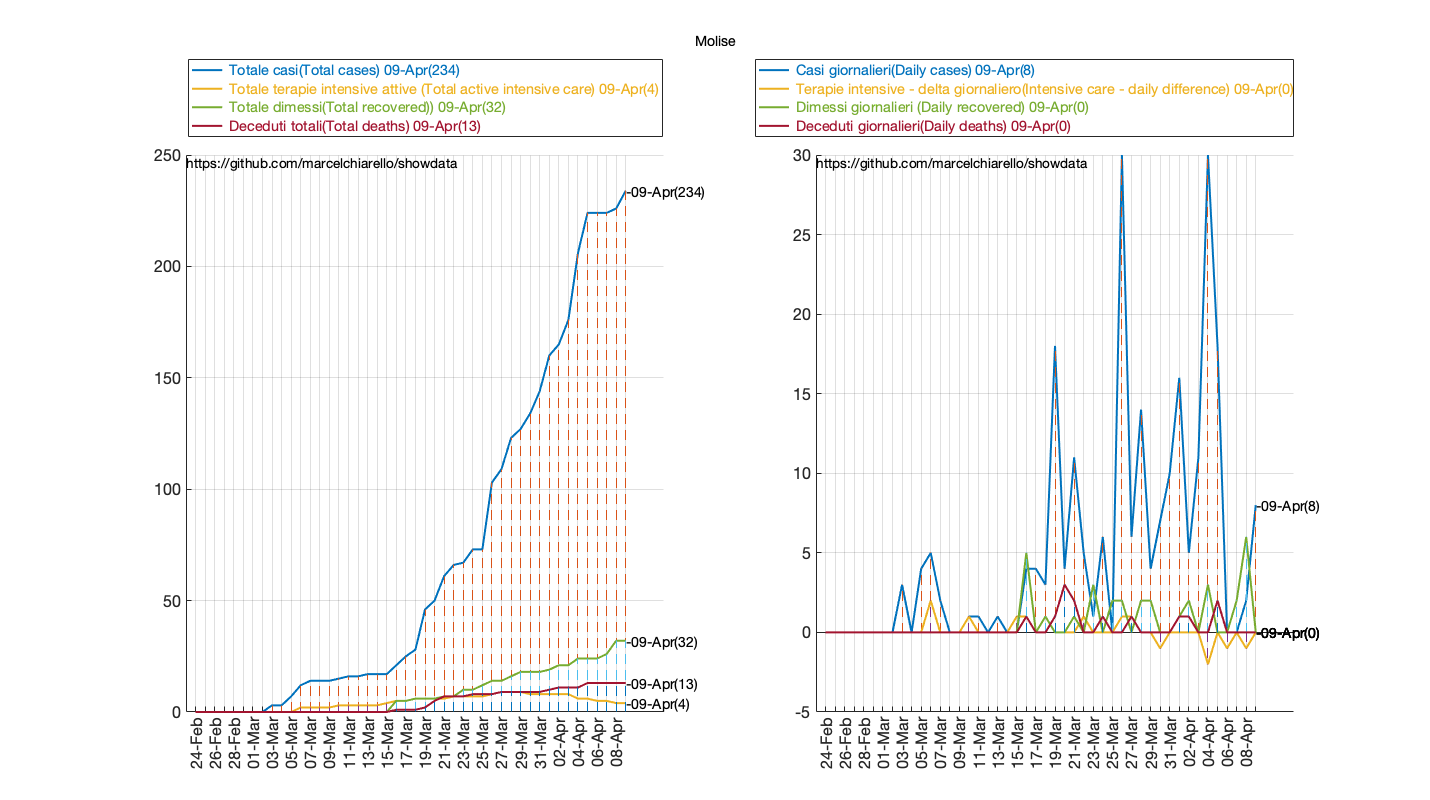 Molise
Totale casi(Total cases) 09-Apr(234)
Totale terapie intensive attive (Total active intensive care) 09-Apr(4)
Totale dimessi(Total recovered)) 09-Apr(32)
Deceduti totali(Total deaths) 09-Apr(13)
250
200
150
100
50
0
https://github.com/marcelchiarello/showdata
-09-Apr(234)
-09-Apr(32)
-09-Apr(13)
-09-Apr(4)
24-Feb
26-Feb
28-Feb
01-Mar
03-Mar
05-Mar
07-Mar
09-Mar
11-Mar
13-Mar
15-Mar
17-Mar
19-Mar
21-Mar
23-Mar
25-Mar
27-Mar
29-Mar
31-Mar
02-Apr
04-Apr
06-Apr
08-Apr
Casi giornalieri(Daily cases) 09-Apr(8)
Terapie intensive - delta giornaliero(Intensive care - daily difference) 09-Apr(0)
Dimessi giornalieri (Daily recovered) 09-Apr(0)
Deceduti giornalieri(Daily deaths) 09-Apr(0)
30
25
20
15
10
5
0
-5
https://github.com/marcelchiarello/showdata
-09-Apr(8)
-09-Apr(0)
24-Feb
26-Feb
28-Feb
01-Mar
03-Mar
05-Mar
07-Mar
09-Mar
11-Mar
13-Mar
15-Mar
17-Mar
19-Mar
21-Mar
23-Mar
25-Mar
27-Mar
29-Mar
31-Mar
02-Apr
04-Apr
06-Apr
08-Apr